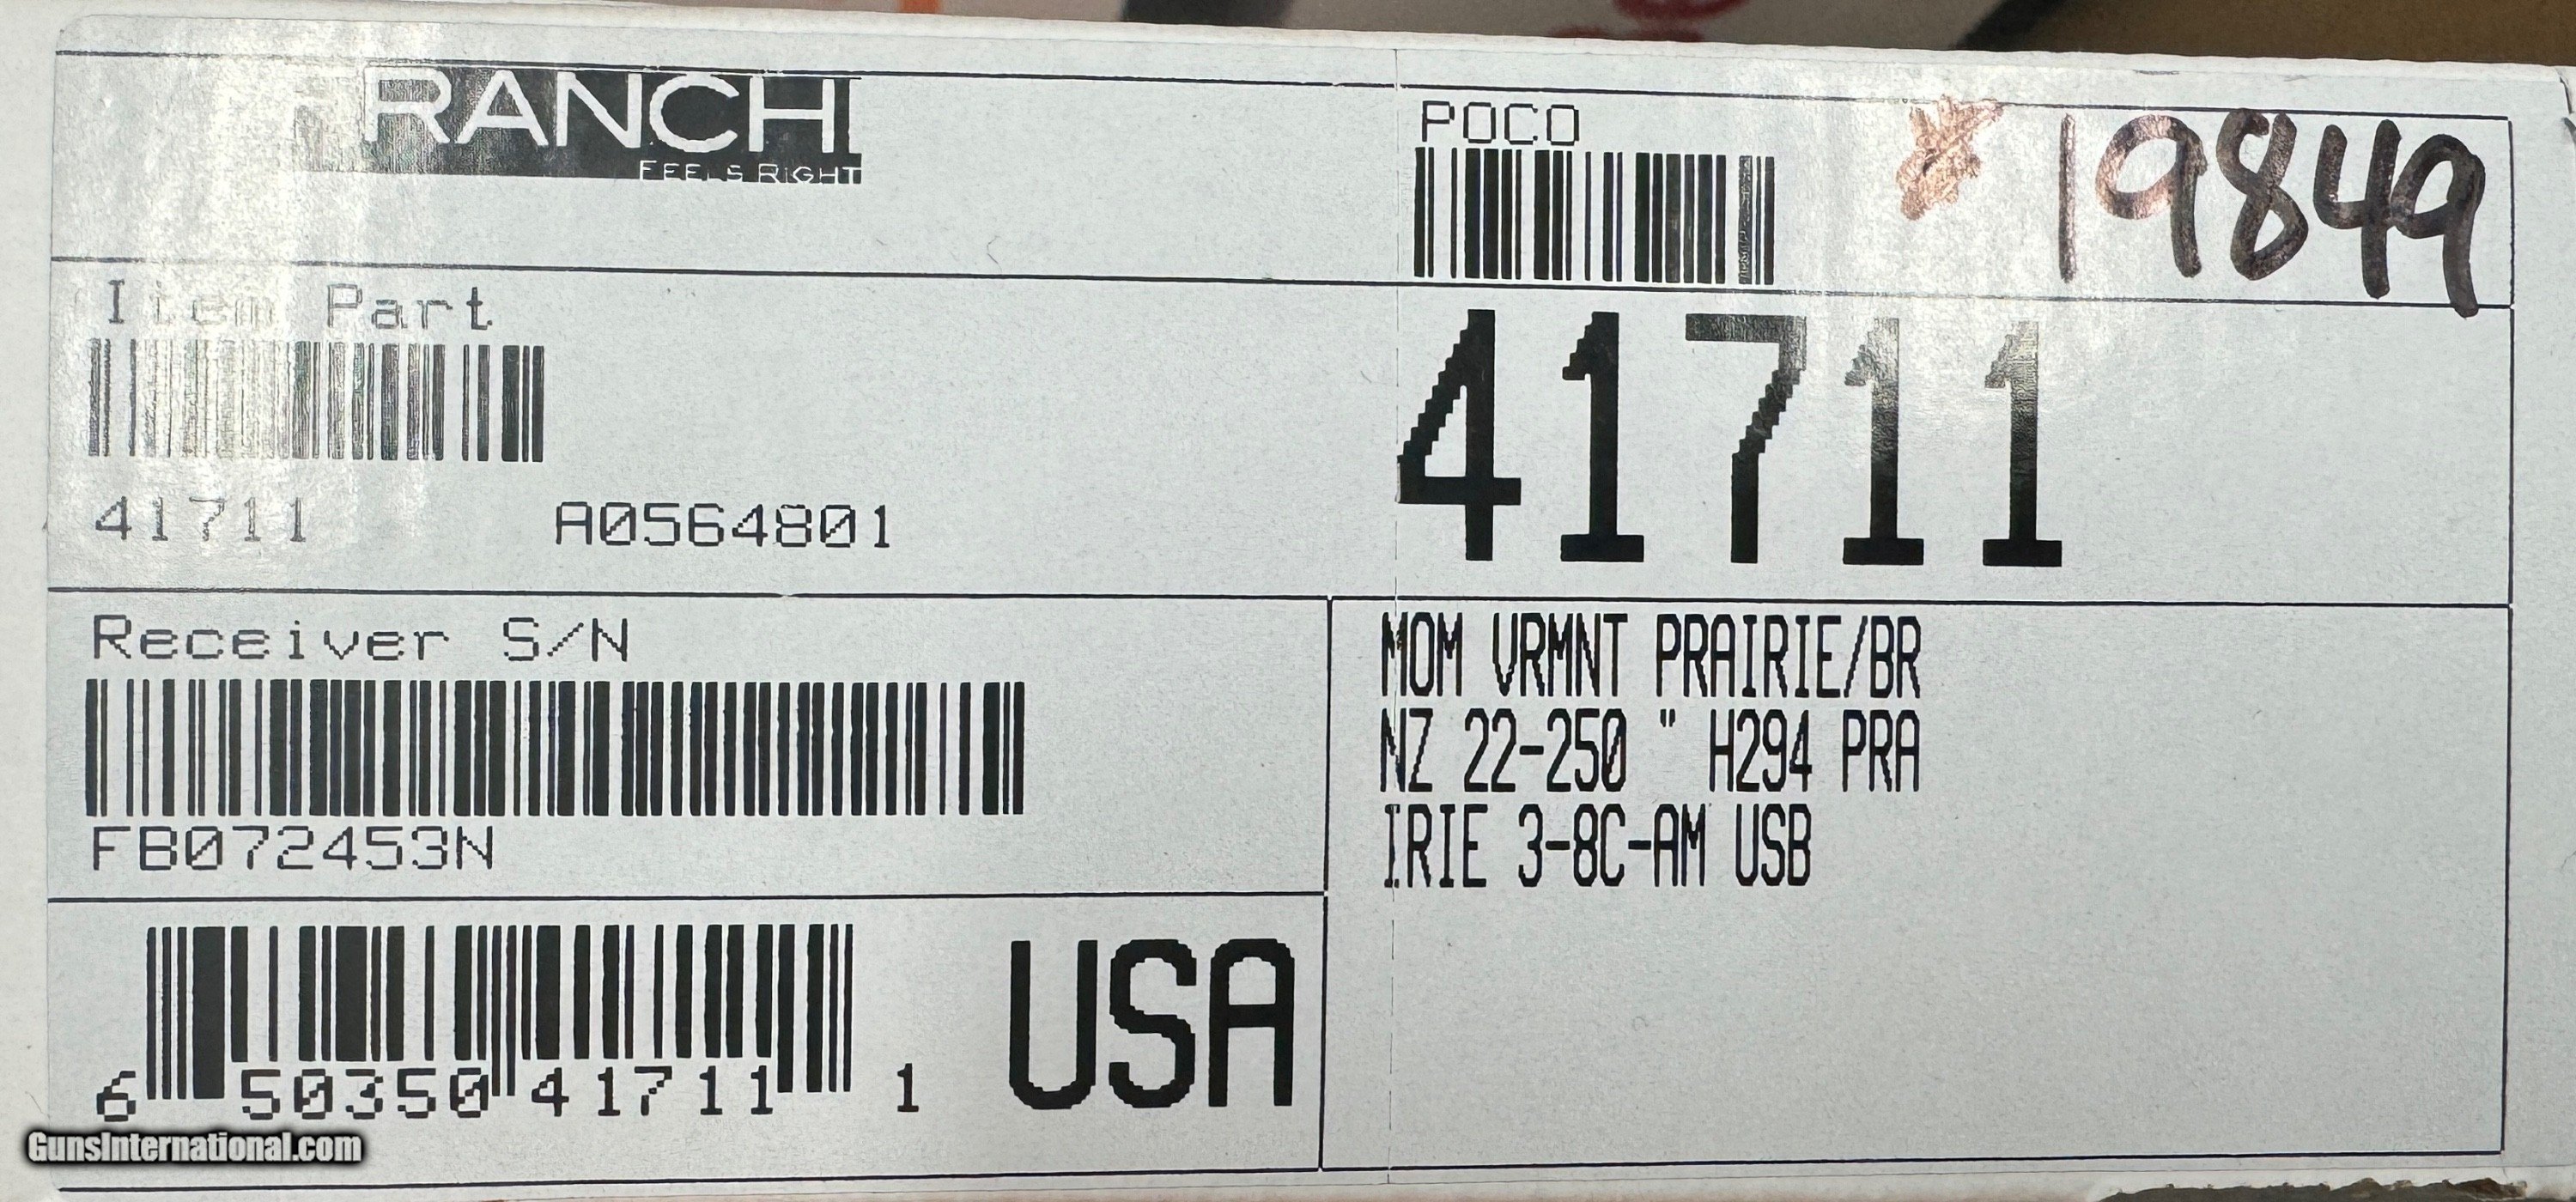 FRANCHI
FEELS RIGHT
POCO
# 19849
Item Part
41711
A0564801
41711
Receiver S/N
FB072453N
MOM VRMNT PRAIRIE/BR
NZ 22-250 " H294 PRA
IRIE 3-8C-AM USB
6 50350 41711 1
USA
GunsInternational.com